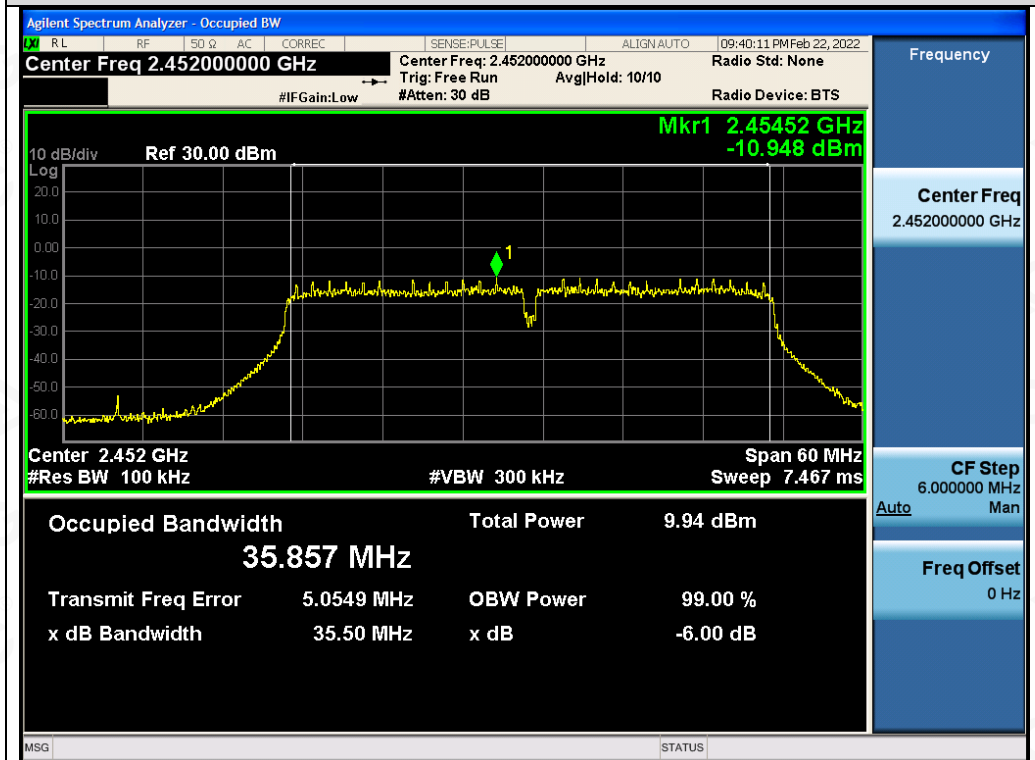 Agilent Spectrum Analyzer - Occupied BW
LXI RL RF 50 Ω AC CORREC SENSE:PULSE ALIGN AUTO 09:40:11 PM Feb 22, 2022
Center Freq 2.452000000 GHz
Center Freq: 2.452000000 GHz
Radio Std: None
Trig: Free Run Avg|Hold: 10/10
#IFGain:Low
#Atten: 30 dB
Radio Device: BTS
Mkr1 2.45452 GHz
-10.948 dBm
10 dB/div Ref 30.00 dBm
Log
20.0
10.0
0.00
-10.0
-20.0
-30.0
-40.0
-50.0
-60.0
1
Center 2.452 GHz
Span 60 MHz
#Res BW 100 kHz
#VBW 300 kHz
Sweep 7.467 ms
Occupied Bandwidth
35.857 MHz
Total Power 9.94 dBm
Transmit Freq Error 5.0549 MHz
OBW Power 99.00 %
x dB Bandwidth 35.50 MHz
x dB -6.00 dB
Frequency
Center Freq
2.452000000 GHz
CF Step
6.000000 MHz
Auto Man
Freq Offset
0 Hz
MSG
STATUS